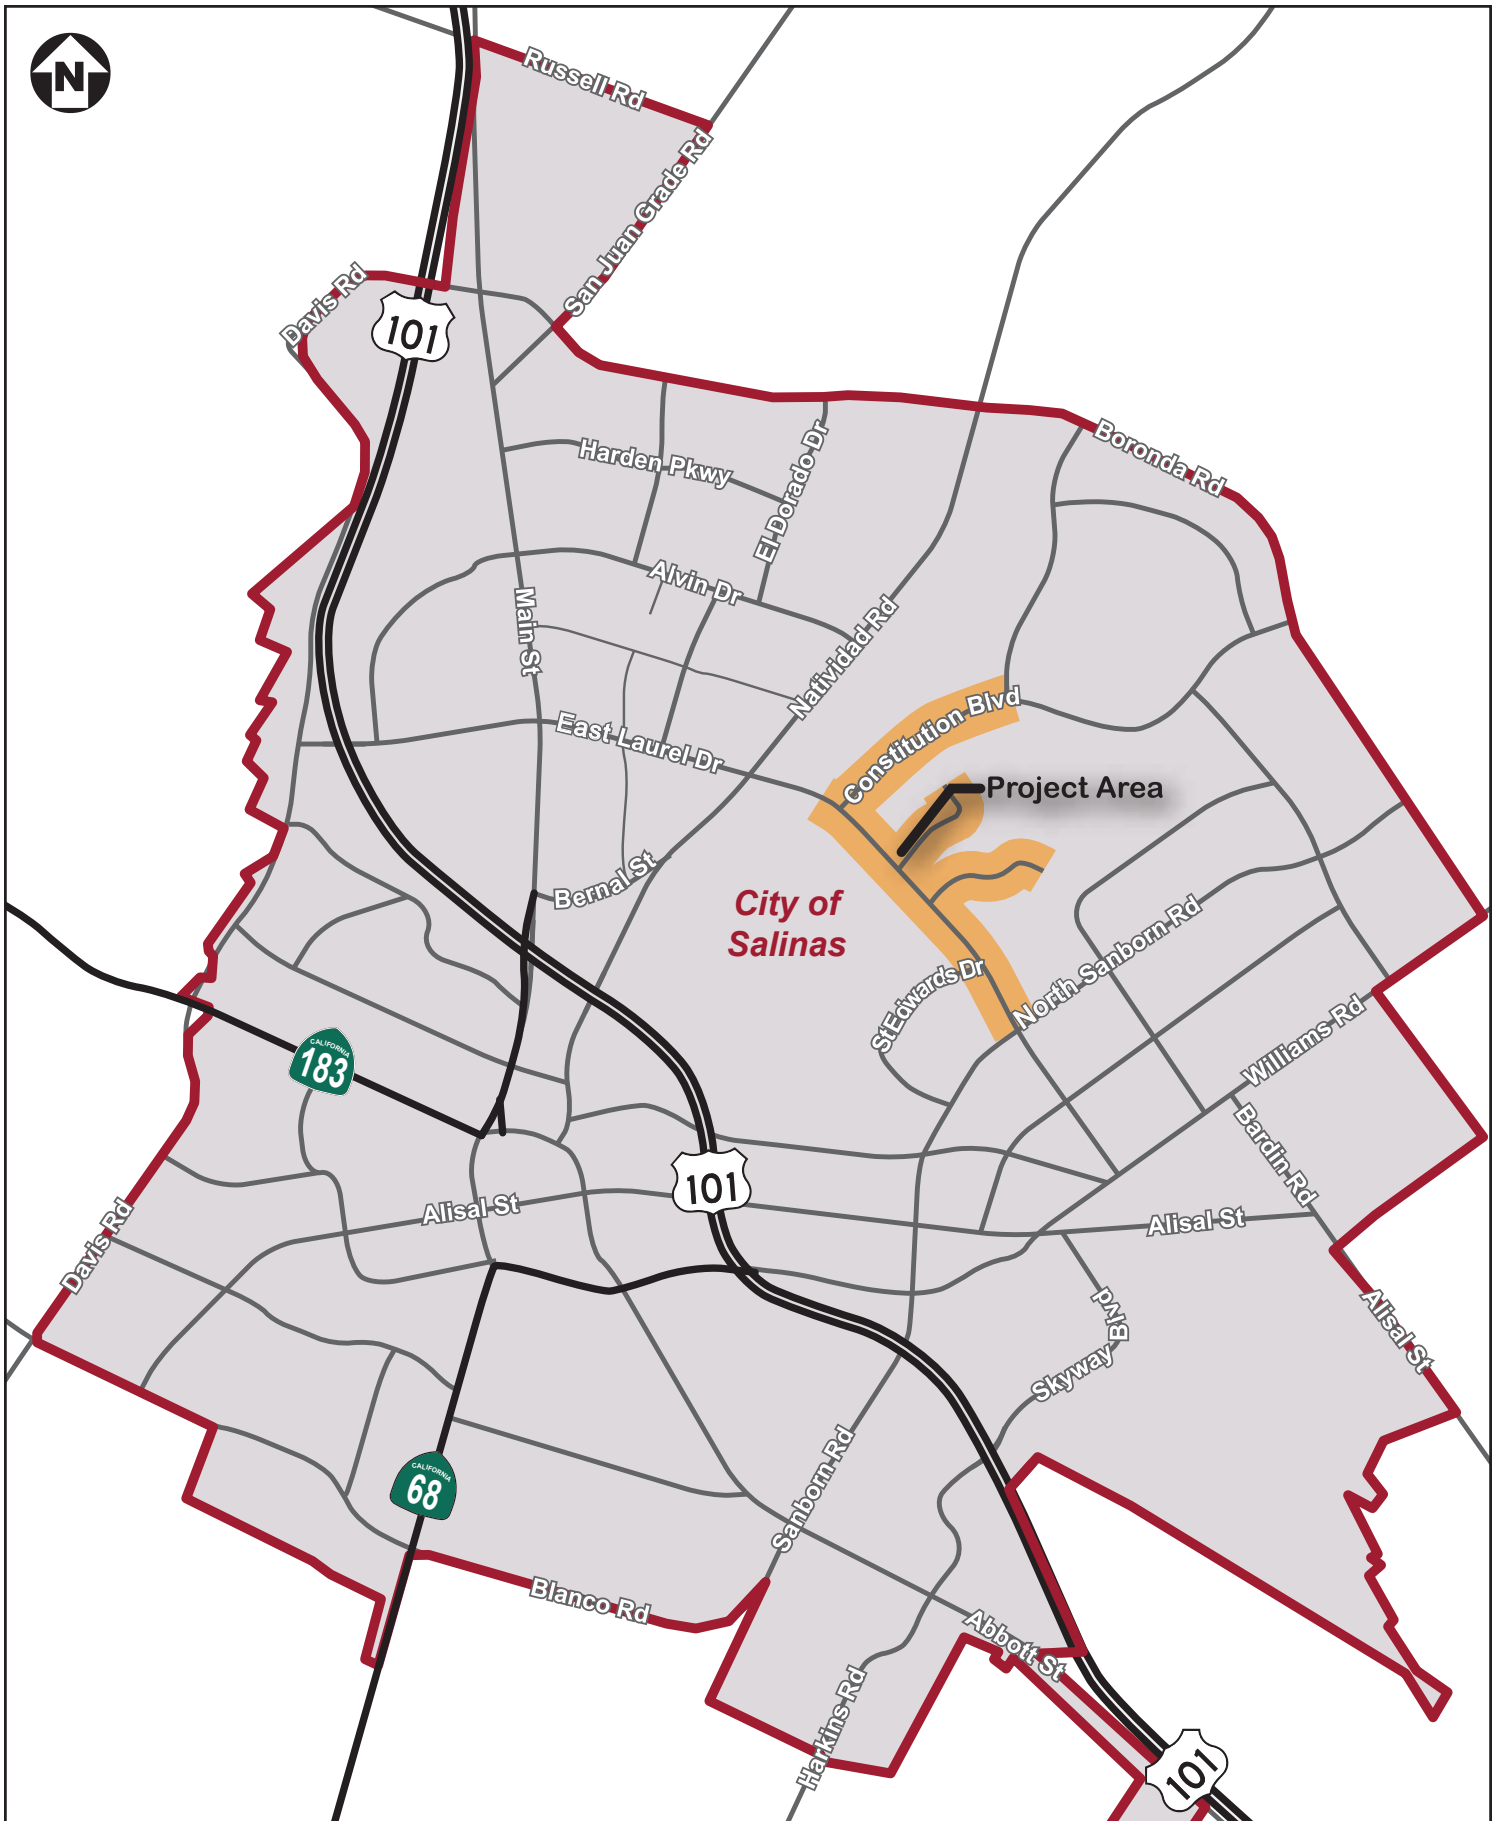 N
Russell Rd
San Juan Grade Rd
Davis Rd
101
Boronda Rd
Harden Pkwy
El Dorado Dr
Alvin Dr
Main St
Natividad Rd
Constitution Blvd
East Laurel Dr
Project Area
Bernal St
City of
Salinas
North Sanborn Rd
St Edwards Dr
Williams Rd
CALIFORNIA
183
Bardin Rd
101
Alisal St
Alisal St
Davis Rd
Skyway Blvd
Alisal St
Sanborn Rd
CALIFORNIA
68
Blanco Rd
Abbott St
Harkins Rd
101